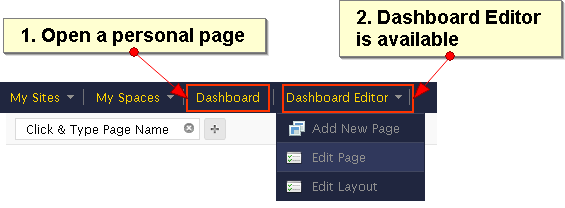 1. Open a personal page
2. Dashboard Editor
is available
My Sites My Spaces Dashboard Dashboard Editor
Click & Type Page Name
Add New Page
Edit Page
Edit Layout